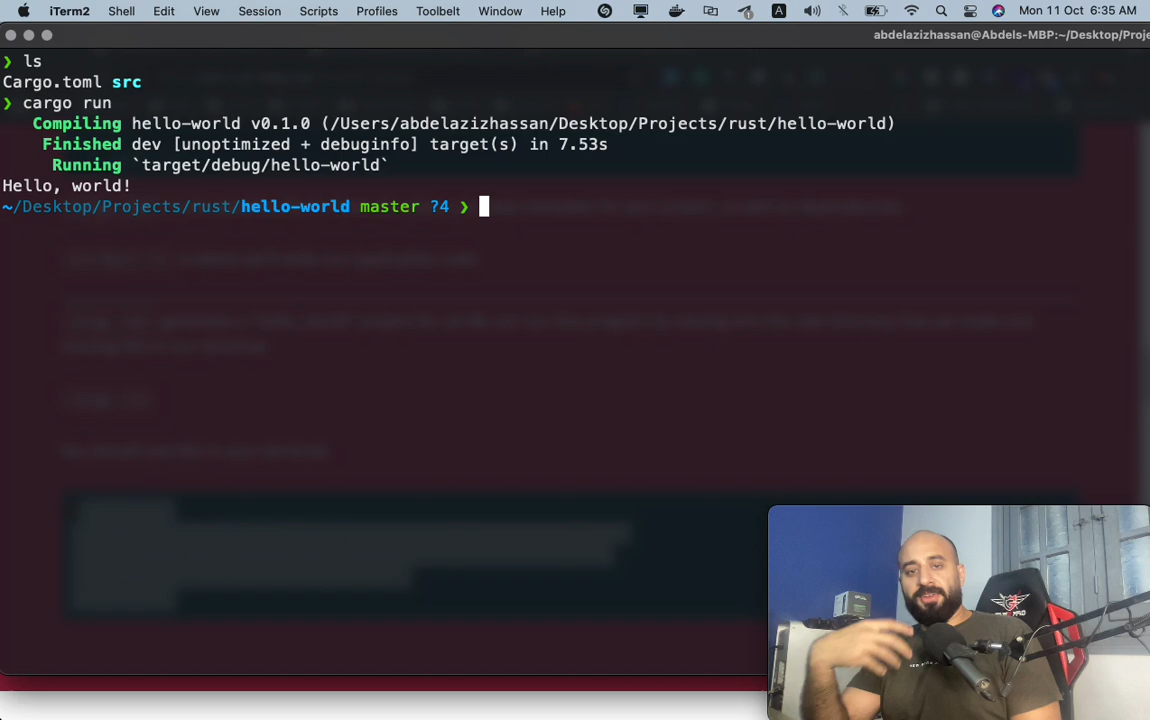 iTerm2 Shell Edit View Session Scripts Profiles Toolbelt Window Help A Mon 11 Oct 6:35 AM
abdelazizhassan@Abdels-MBP:~/Desktop/Proje
❯ ls
Cargo.toml src
❯ cargo run
Compiling hello-world v0.1.0 (/Users/abdelazizhassan/Desktop/Projects/rust/hello-world)
Finished dev [unoptimized + debuginfo] target(s) in 7.53s
Running `target/debug/hello-world`
Hello, world!
~/Desktop/Projects/rust/hello-world master ?4 ❯